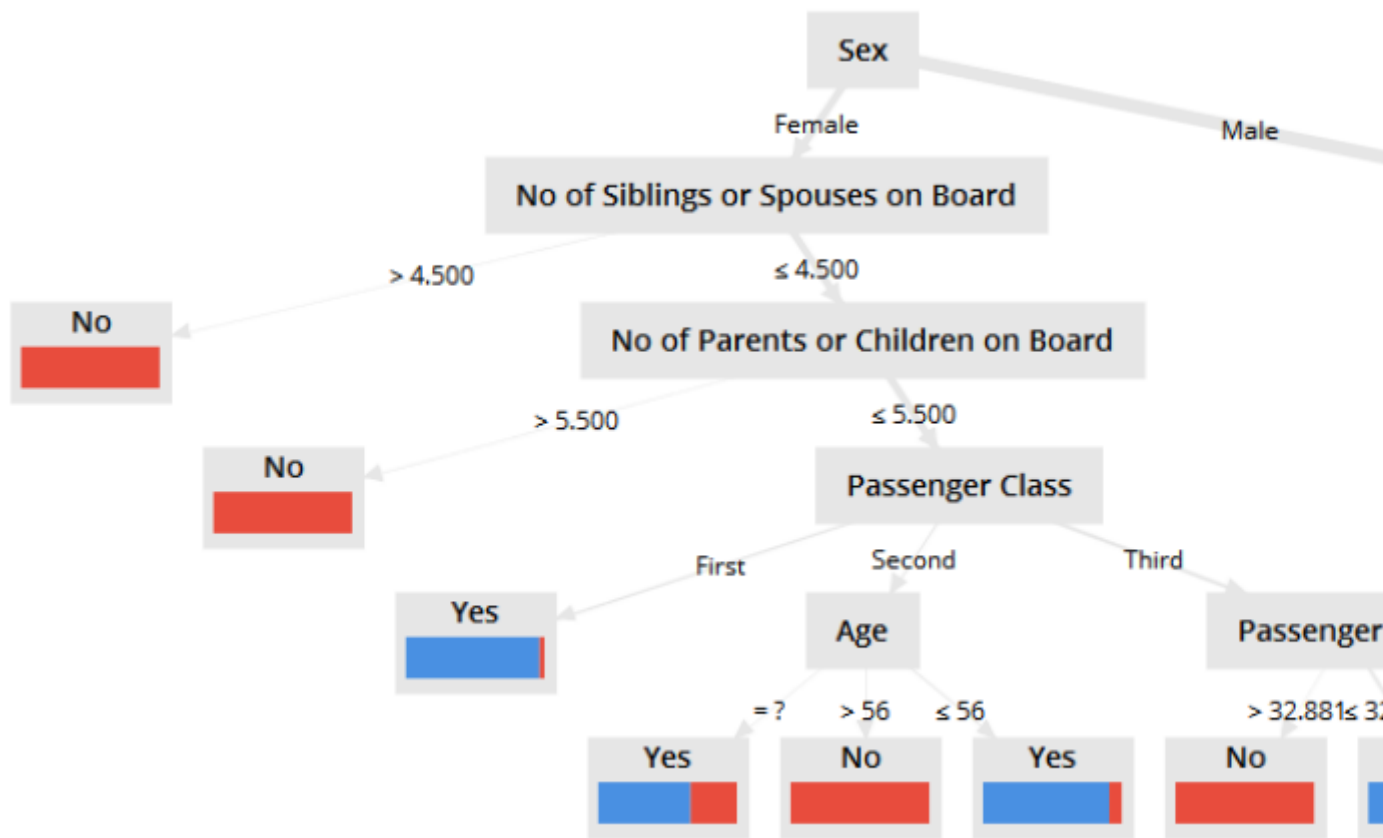 Sex
Female
Male
No of Siblings or Spouses on Board
> 4.500
≤ 4.500
No
No of Parents or Children on Board
> 5.500
≤ 5.500
No
Passenger Class
First
Second
Third
Yes
Age
Passenger
= ?
> 56
≤ 56
> 32.881
≤ 32
Yes
No
Yes
No